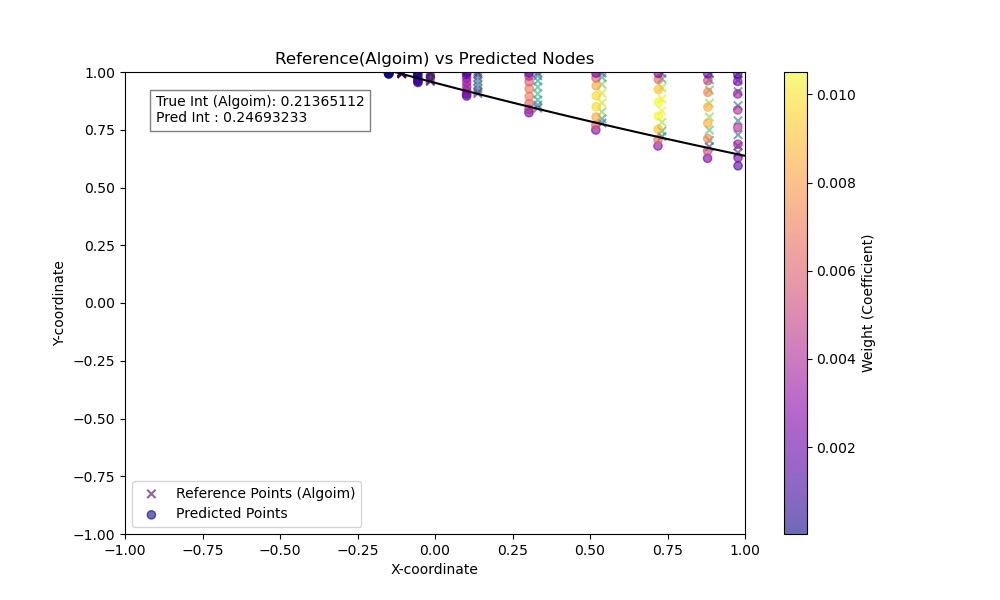 Reference(Algoim) vs Predicted Nodes
True Int (Algoim): 0.21365112
Pred Int : 0.24693233
1.00
0.75
0.50
0.25
0.00
−0.25
−0.50
−0.75
−1.00
Y-coordinate
Reference Points (Algoim)
Predicted Points
−1.00 −0.75 −0.50 −0.25 0.00 0.25 0.50 0.75 1.00
X-coordinate
0.010
0.008
0.006
0.004
0.002
Weight (Coefficient)